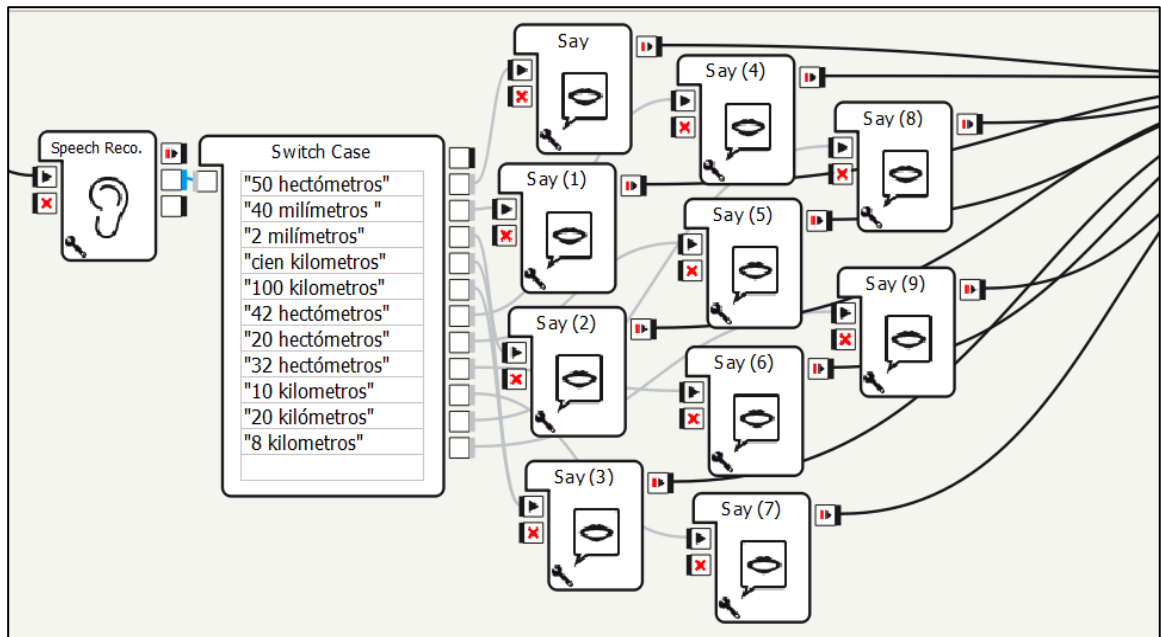 Speech Reco.
Switch Case
"50 hectómetros"
"40 milímetros "
"2 milímetros"
"cien kilometros"
"100 kilometros"
"42 hectómetros"
"20 hectómetros"
"32 hectómetros"
"10 kilometros"
"20 kilómetros"
"8 kilometros"
Say
Say (1)
Say (2)
Say (3)
Say (4)
Say (5)
Say (6)
Say (7)
Say (8)
Say (9)